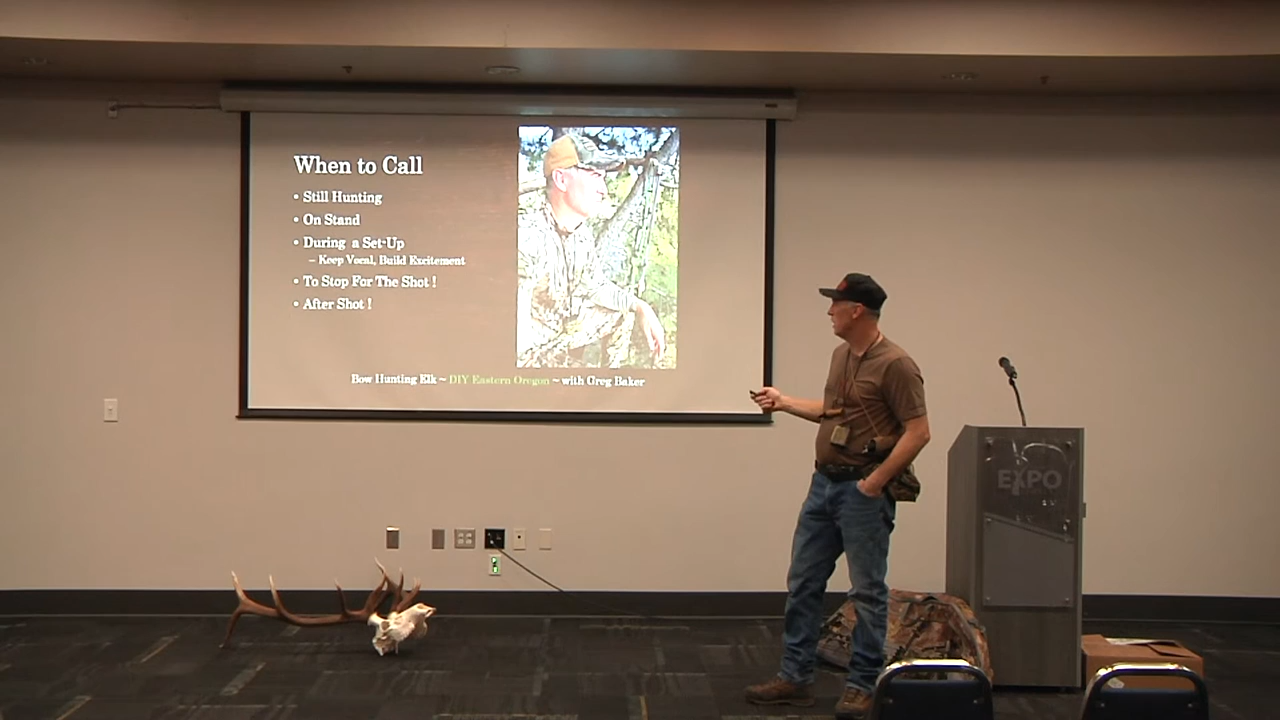 When to Call
• Still Hunting
• On Stand
• During a Set-Up
– Keep Vocal, Build Excitement
• To Stop For The Shot !
• After Shot !
Bow Hunting Elk ~ DIY Eastern Oregon ~ with Greg Baker
EXPO